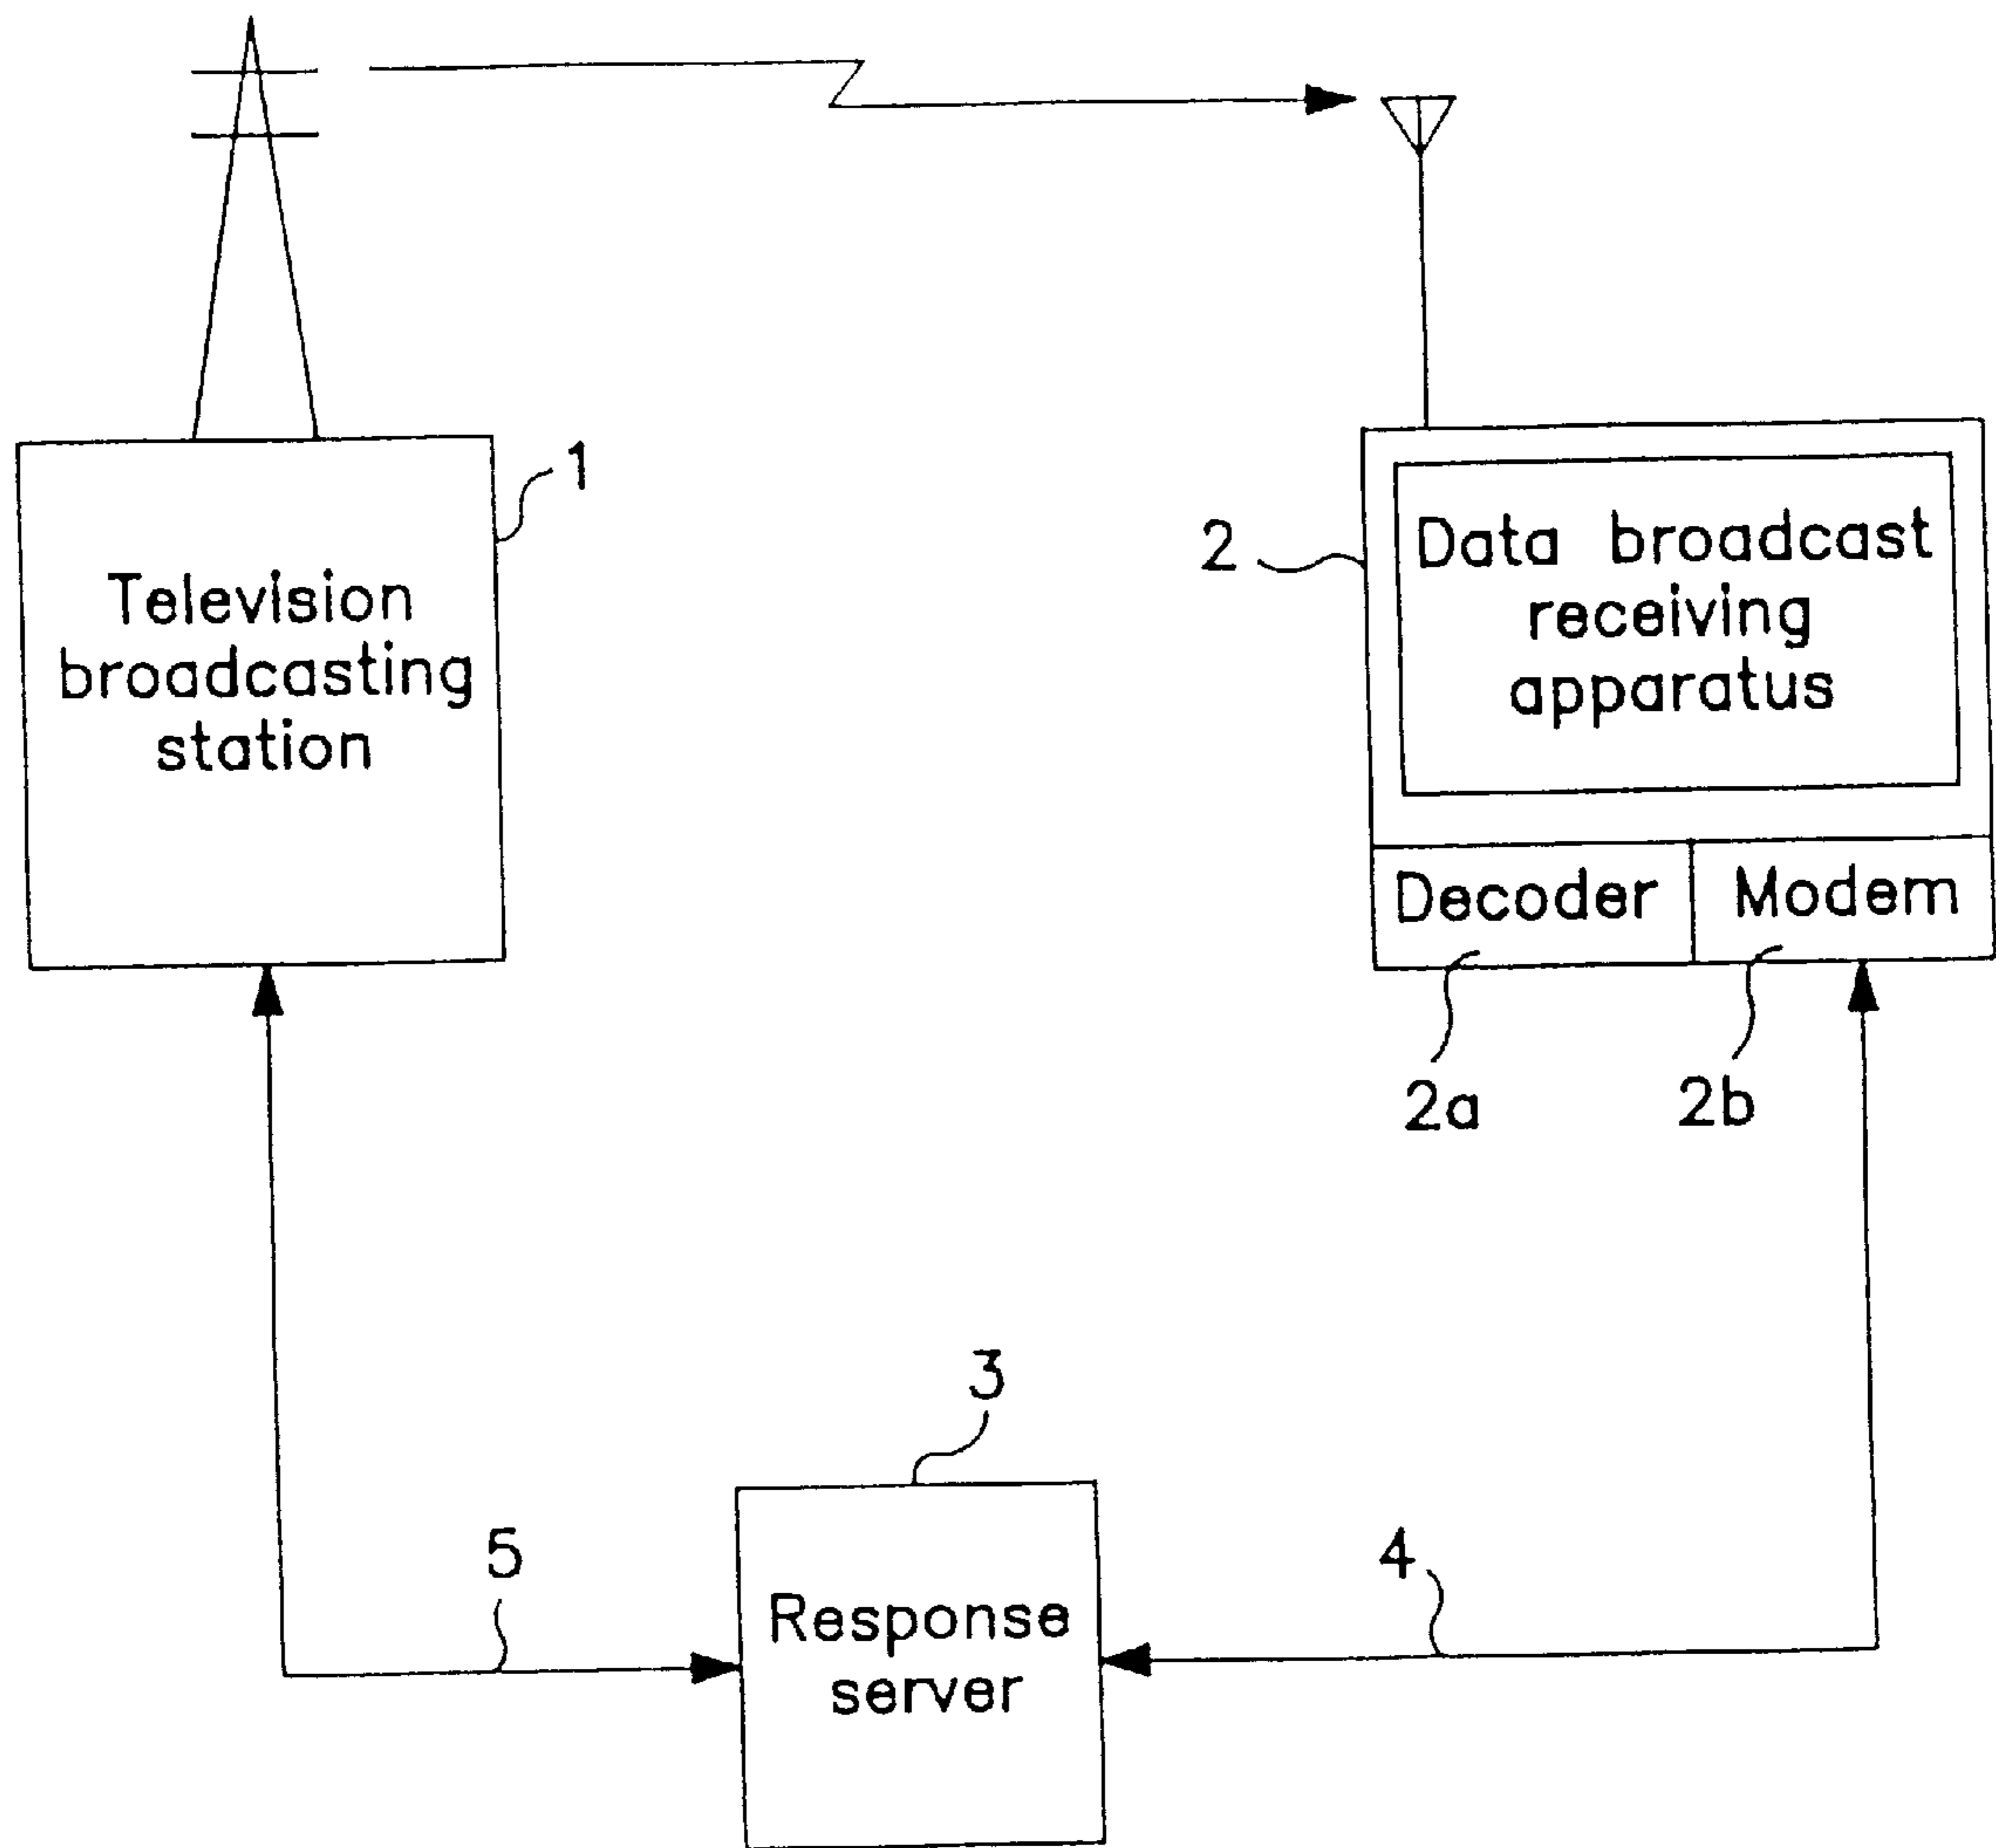 1
Television
broadcasting
station
2
Data broadcast
receiving
apparatus
Decoder
Modem
2a
2b
3
5
4
Response
server